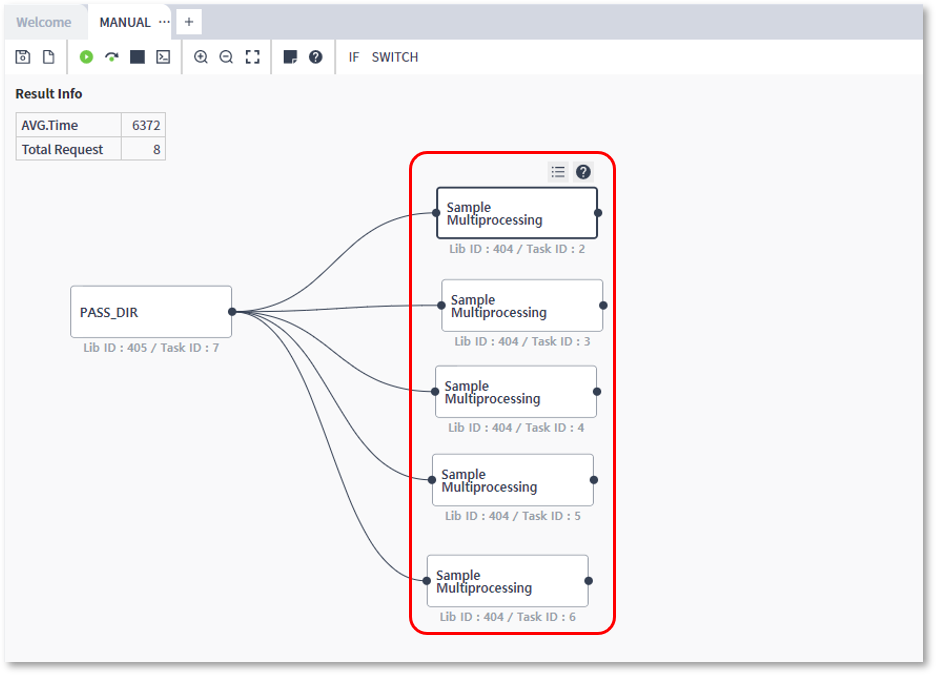 Welcome
MANUAL ···
+
IF SWITCH
Result Info
AVG.Time 6372
Total Request 8
?
Sample
Multiprocessing
Lib ID : 404 / Task ID : 2
Sample
Multiprocessing
Lib ID : 404 / Task ID : 3
PASS_DIR
Lib ID : 405 / Task ID : 7
Sample
Multiprocessing
Lib ID : 404 / Task ID : 4
Sample
Multiprocessing
Lib ID : 404 / Task ID : 5
Sample
Multiprocessing
Lib ID : 404 / Task ID : 6